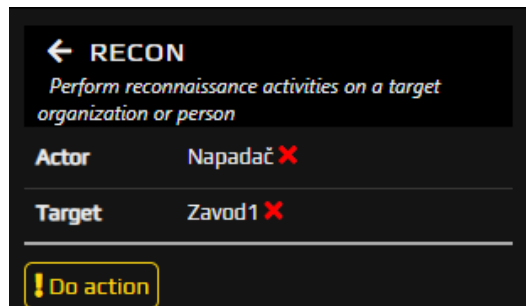 RECON
Perform reconnaissance activities on a target
organization or person
Actor Napadač
Target Zavod1
Do action